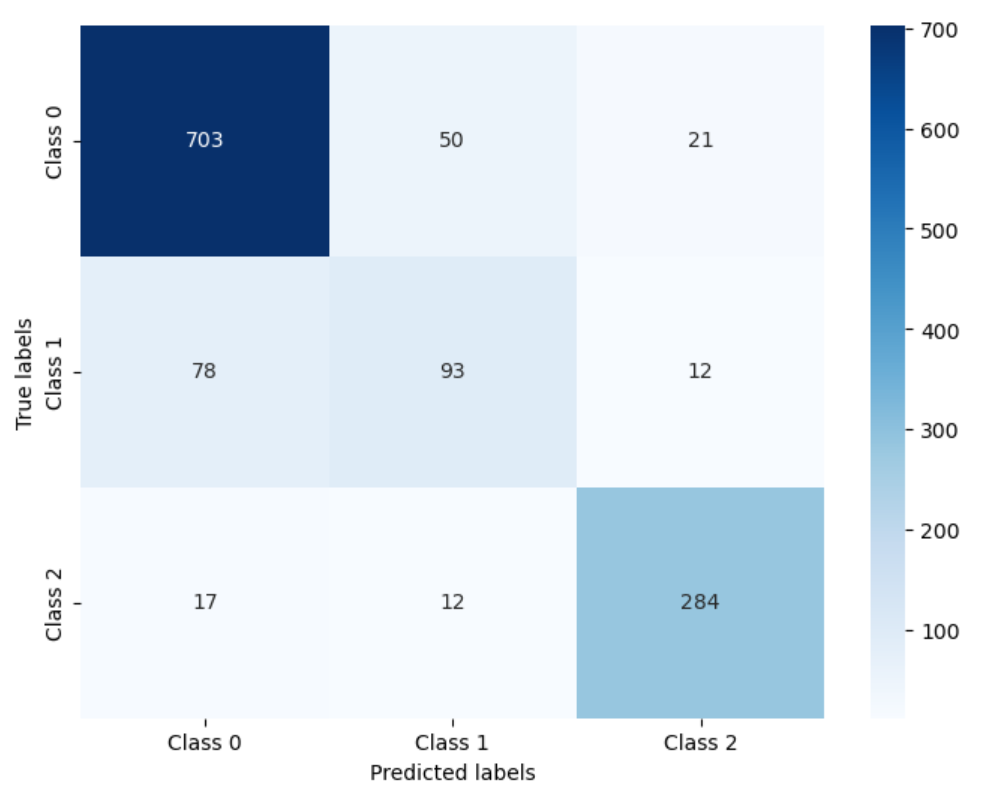 Class 0
703
50
21
Class 1
78
93
12
Class 2
17
12
284
True labels
Class 0
Class 1
Class 2
Predicted labels
700
600
500
400
300
200
100